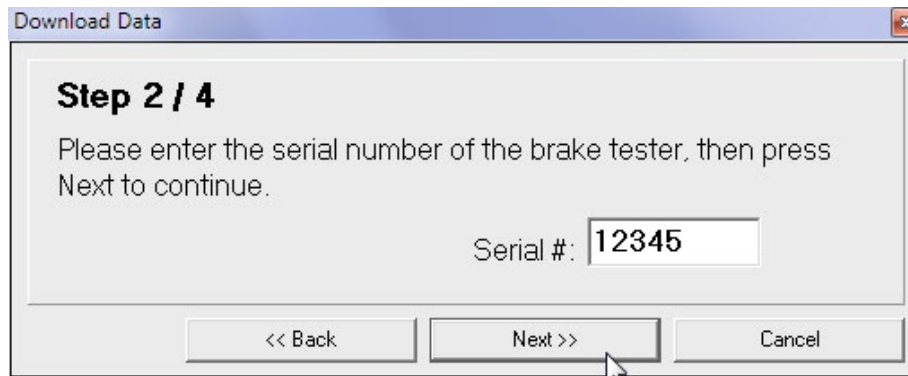 Download Data
Step 2 / 4
Please enter the serial number of the brake tester, then press
Next to continue.
Serial #: 12345
<< Back Next >> Cancel